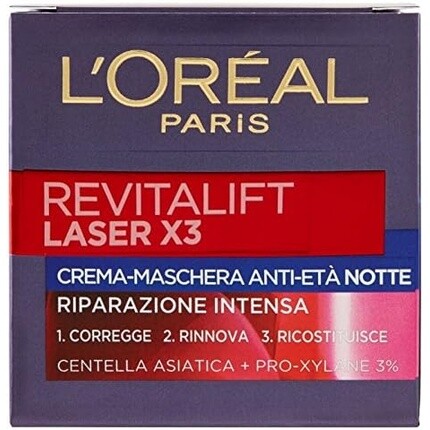 L'ORÉAL
PARIS
REVITALIFT
LASER X3
CREMA-MASCHERA ANTI-ETÀ NOTTE
RIPARAZIONE INTENSA
1. CORREGGE 2. RINNOVA 3. RICOSTITUISCE
CENTELLA ASIATICA + PRO-XYLANE 3%